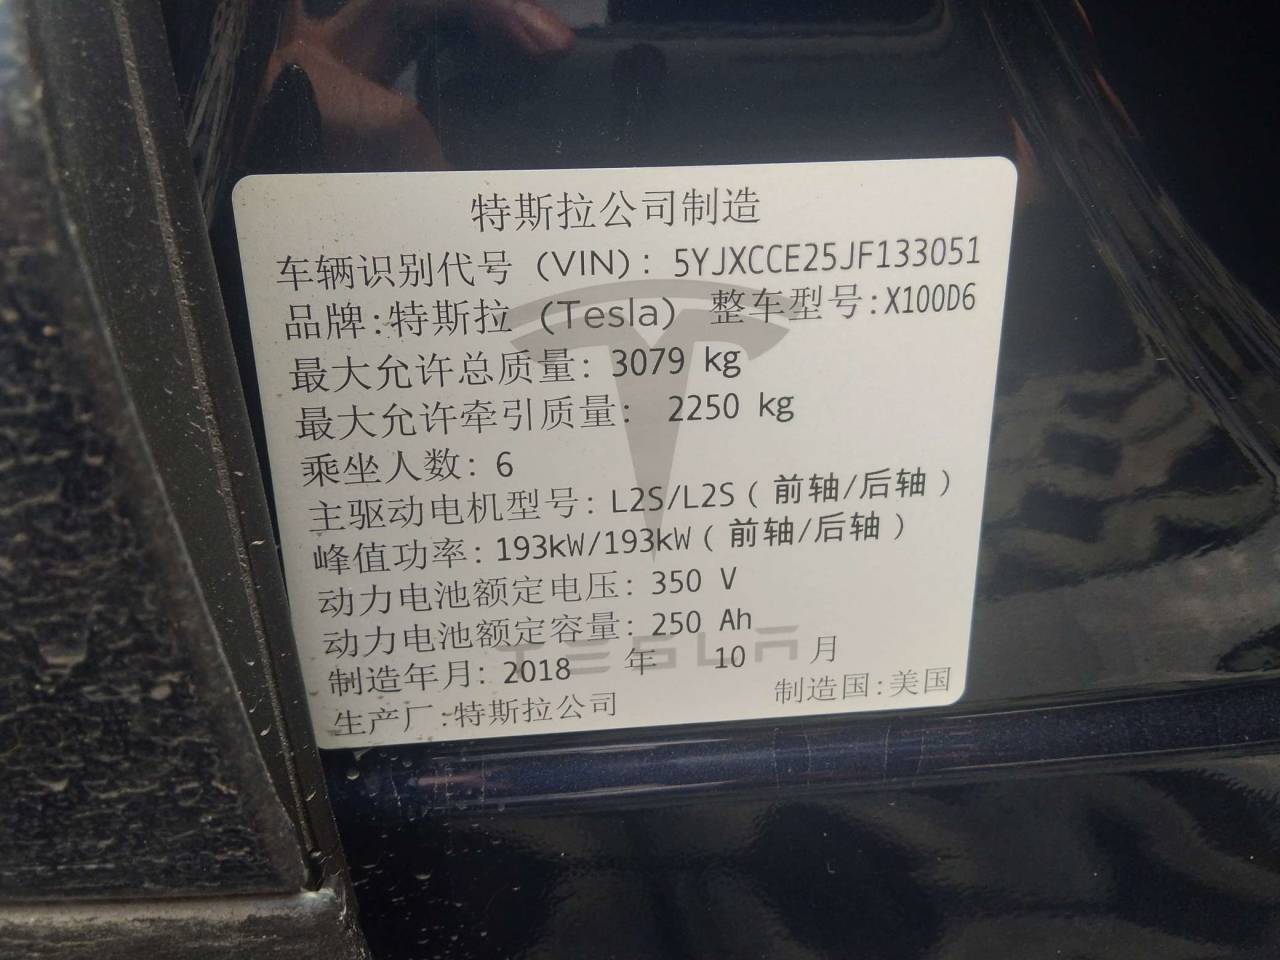 特斯拉公司制造
车辆识别代号 (VIN): 5YJXCCE25JF133051
品牌:特斯拉 (Tesla) 整车型号:X100D6
最大允许总质量: 3079 kg
最大允许牵引质量: 2250 kg
乘坐人数: 6
主驱动电机型号: L2S/L2S (前轴/后轴)
峰值功率: 193kW/193kW (前轴/后轴)
动力电池额定电压: 350 V
动力电池额定容量: 250 Ah
TESLA
制造年月: 2018 年 10 月
生产厂:特斯拉公司 制造国:美国